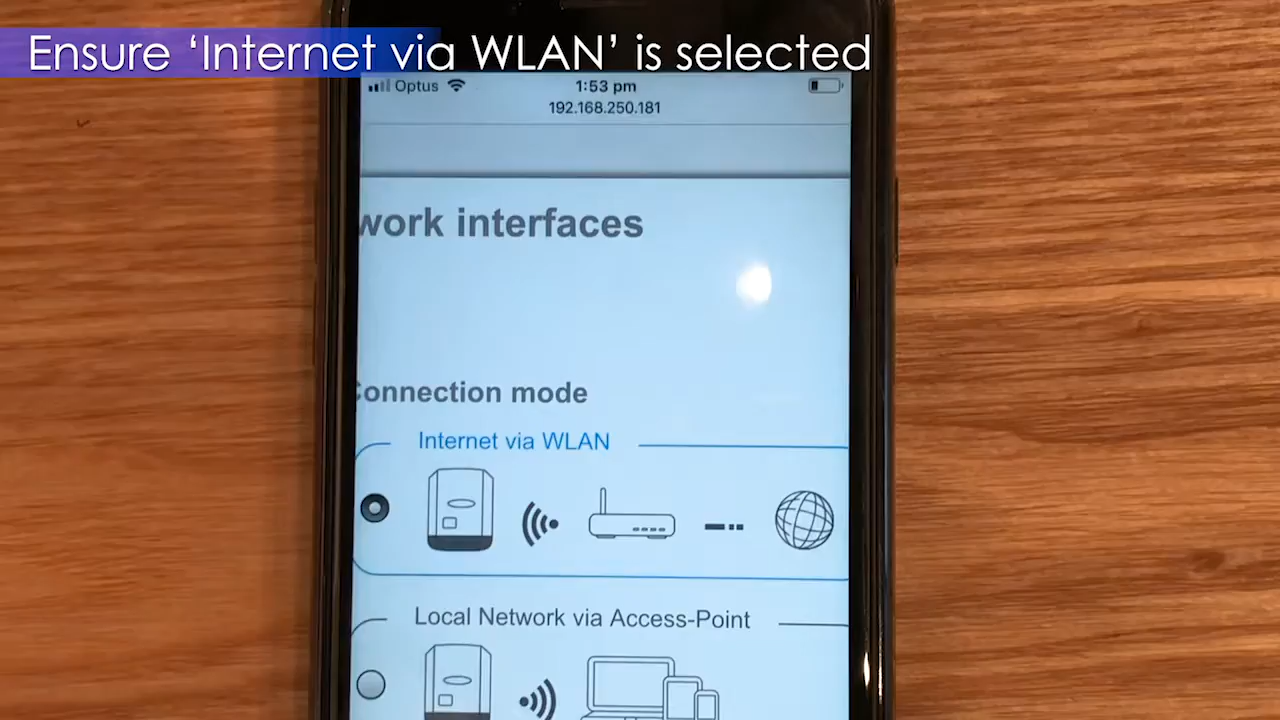 Ensure ‘Internet via WLAN’ is selected
Optus
1:53 pm
192.168.250.181
work interfaces
Connection mode
Internet via WLAN
Local Network via Access-Point